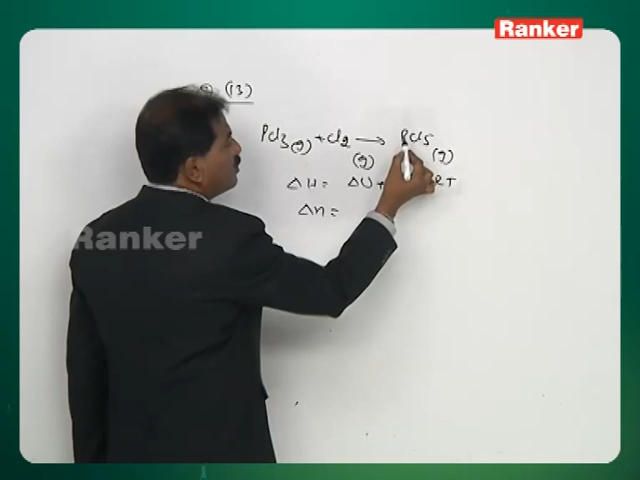 Ranker
(13)
PCl3(g) + Cl2(g) → PCl5(g)
ΔH = ΔU + RT
Δn =
Ranker